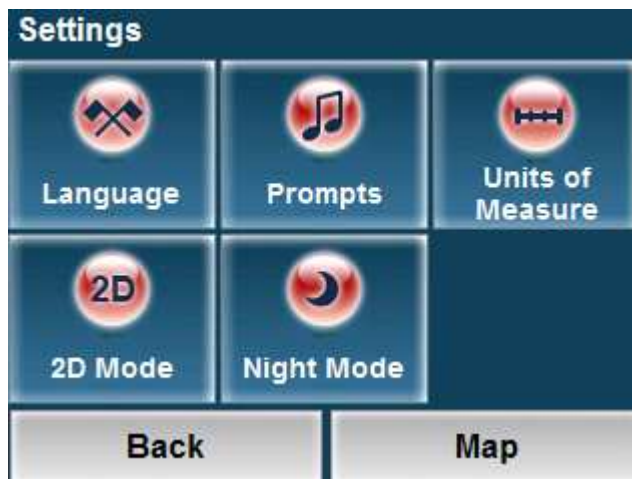 Settings
Language
Prompts
Units of
Measure
2D
2D Mode
Night Mode
Back
Map